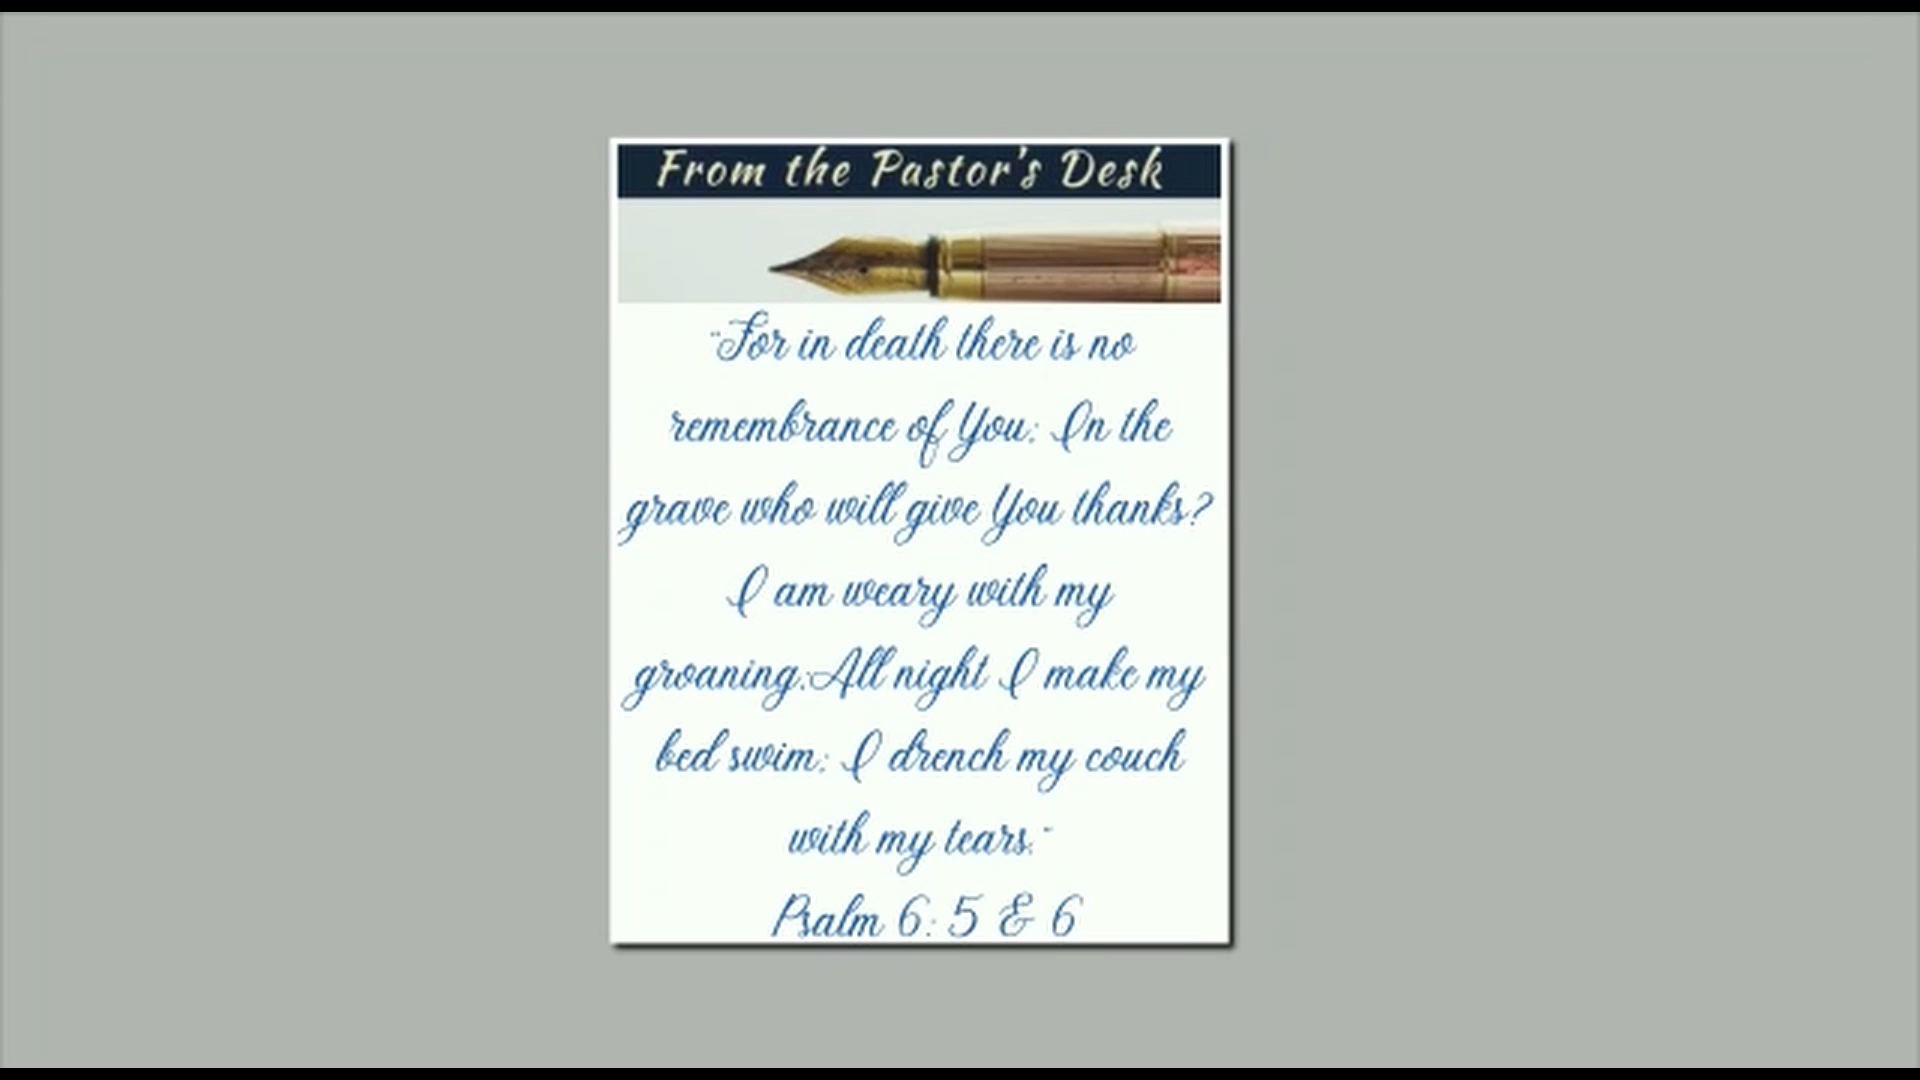 From the Pastor's Desk
"For in death there is no
remembrance of You; In the
grave who will give You thanks?
I am weary with my
groaning;All night I make my
bed swim; I drench my couch
with my tears."
Psalm 6: 5 & 6